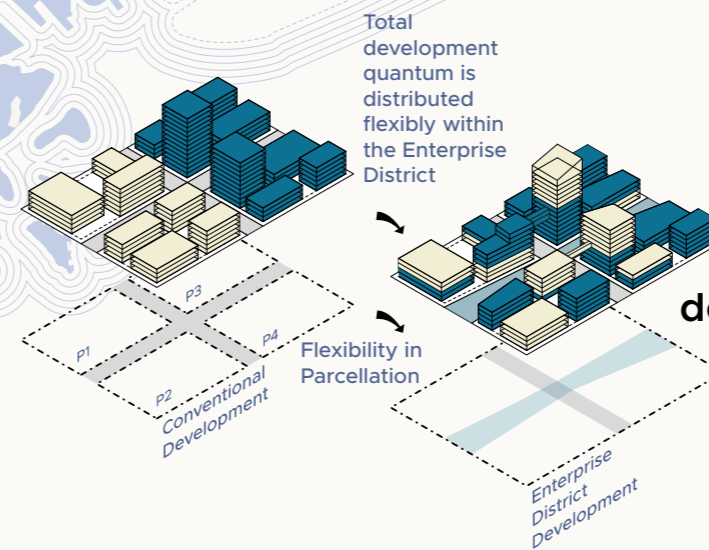 Total
development
quantum is
distributed
flexibly within
the Enterprise
District
P3
P1
P4
P2
Conventional
Development
Flexibility in
Parcellation
Enterprise
District
Development